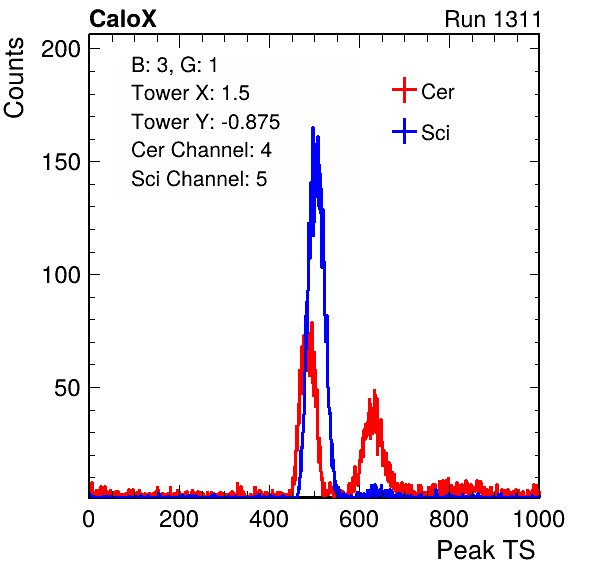 CaloX Run 1311
Counts
200
150
100
50
B: 3, G: 1
Tower X: 1.5
Tower Y: -0.875
Cer Channel: 4
Sci Channel: 5
Cer
Sci
0 200 400 600 800 1000
Peak TS